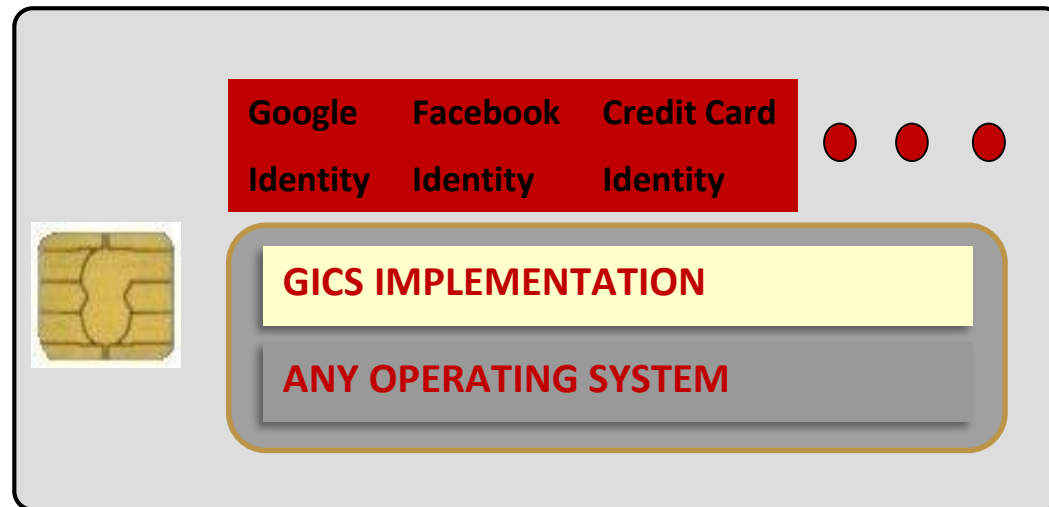 Google Facebook Credit Card
Identity Identity Identity
GICS IMPLEMENTATION
ANY OPERATING SYSTEM